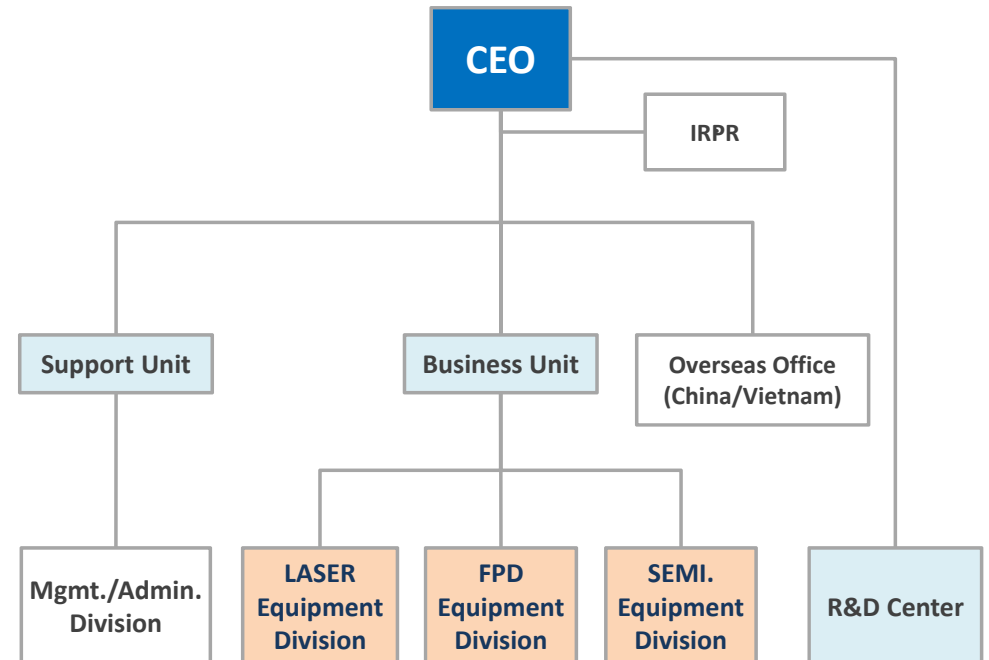 CEO
IRPR
Support Unit
Business Unit
Overseas Office
(China/Vietnam)
Mgmt./Admin.
Division
LASER
Equipment
Division
FPD
Equipment
Division
SEMI.
Equipment
Division
R&D Center